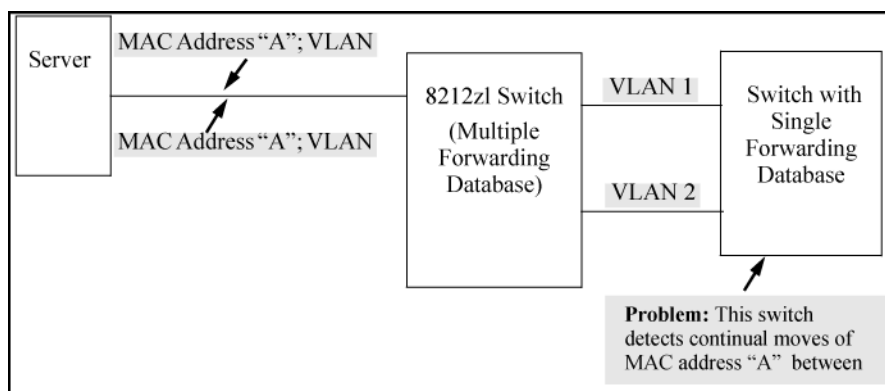 Server
MAC Address “A”; VLAN
MAC Address “A”; VLAN
8212zl Switch
(Multiple
Forwarding
Database)
VLAN 1
VLAN 2
Switch with
Single
Forwarding
Database
Problem: This switch
detects continual moves of
MAC address “A” between